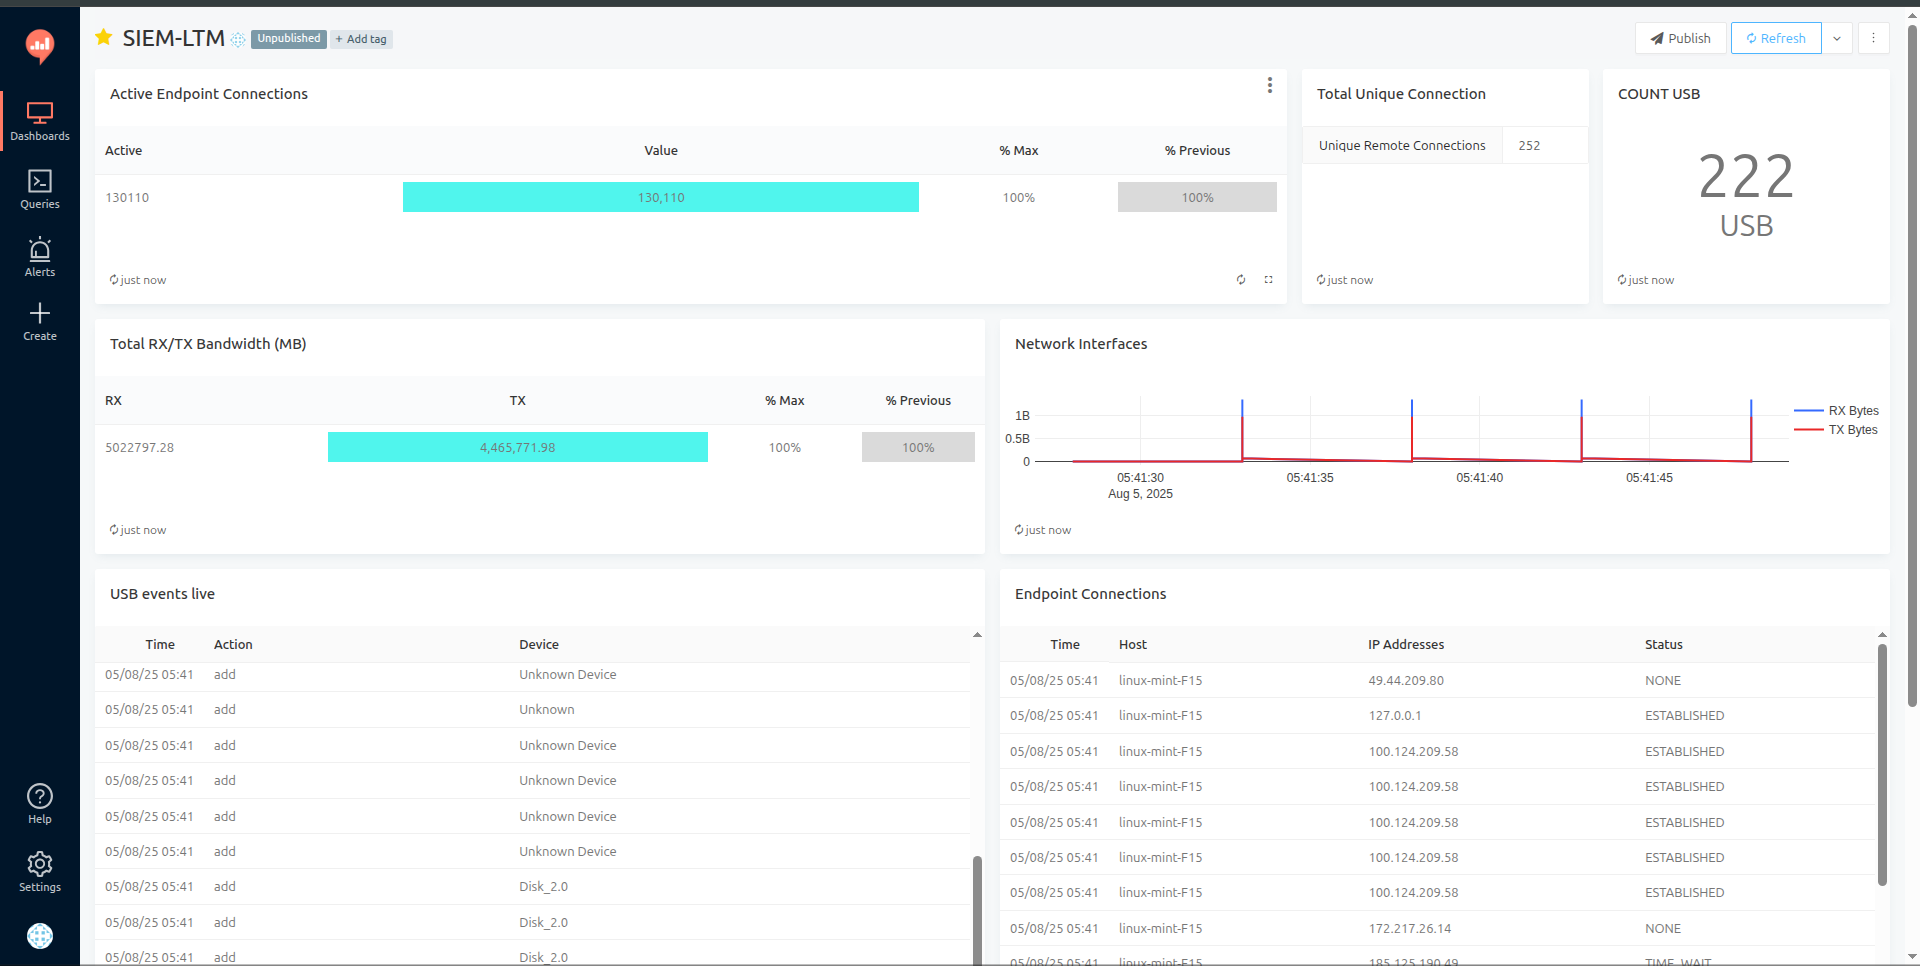 SIEM-LTM Unpublished + Add tag
Publish Refresh
Dashboards
Queries
Alerts
Create
Help
Settings
Active Endpoint Connections
Active Value % Max % Previous
130110 130,110 100% 100%
just now
Total Unique Connection
Unique Remote Connections 252
just now
COUNT USB
222
USB
just now
Total RX/TX Bandwidth (MB)
RX TX % Max % Previous
5022797.28 4,465,771.98 100% 100%
just now
Network Interfaces
1B
0.5B
0
05:41:30 05:41:35 05:41:40 05:41:45
Aug 5, 2025
RX Bytes
TX Bytes
just now
USB events live
Time Action Device
05/08/25 05:41 add Unknown Device
05/08/25 05:41 add Unknown
05/08/25 05:41 add Unknown Device
05/08/25 05:41 add Unknown Device
05/08/25 05:41 add Unknown Device
05/08/25 05:41 add Unknown Device
05/08/25 05:41 add Disk_2.0
05/08/25 05:41 add Disk_2.0
05/08/25 05:41 add Disk_2.0
Endpoint Connections
Time Host IP Addresses Status
05/08/25 05:41 linux-mint-F15 49.44.209.80 NONE
05/08/25 05:41 linux-mint-F15 127.0.0.1 ESTABLISHED
05/08/25 05:41 linux-mint-F15 100.124.209.58 ESTABLISHED
05/08/25 05:41 linux-mint-F15 100.124.209.58 ESTABLISHED
05/08/25 05:41 linux-mint-F15 100.124.209.58 ESTABLISHED
05/08/25 05:41 linux-mint-F15 100.124.209.58 ESTABLISHED
05/08/25 05:41 linux-mint-F15 100.124.209.58 ESTABLISHED
05/08/25 05:41 linux-mint-F15 172.217.26.14 NONE
05/08/25 05:41 linux-mint-F15 185.125.190.49 TIME_WAIT